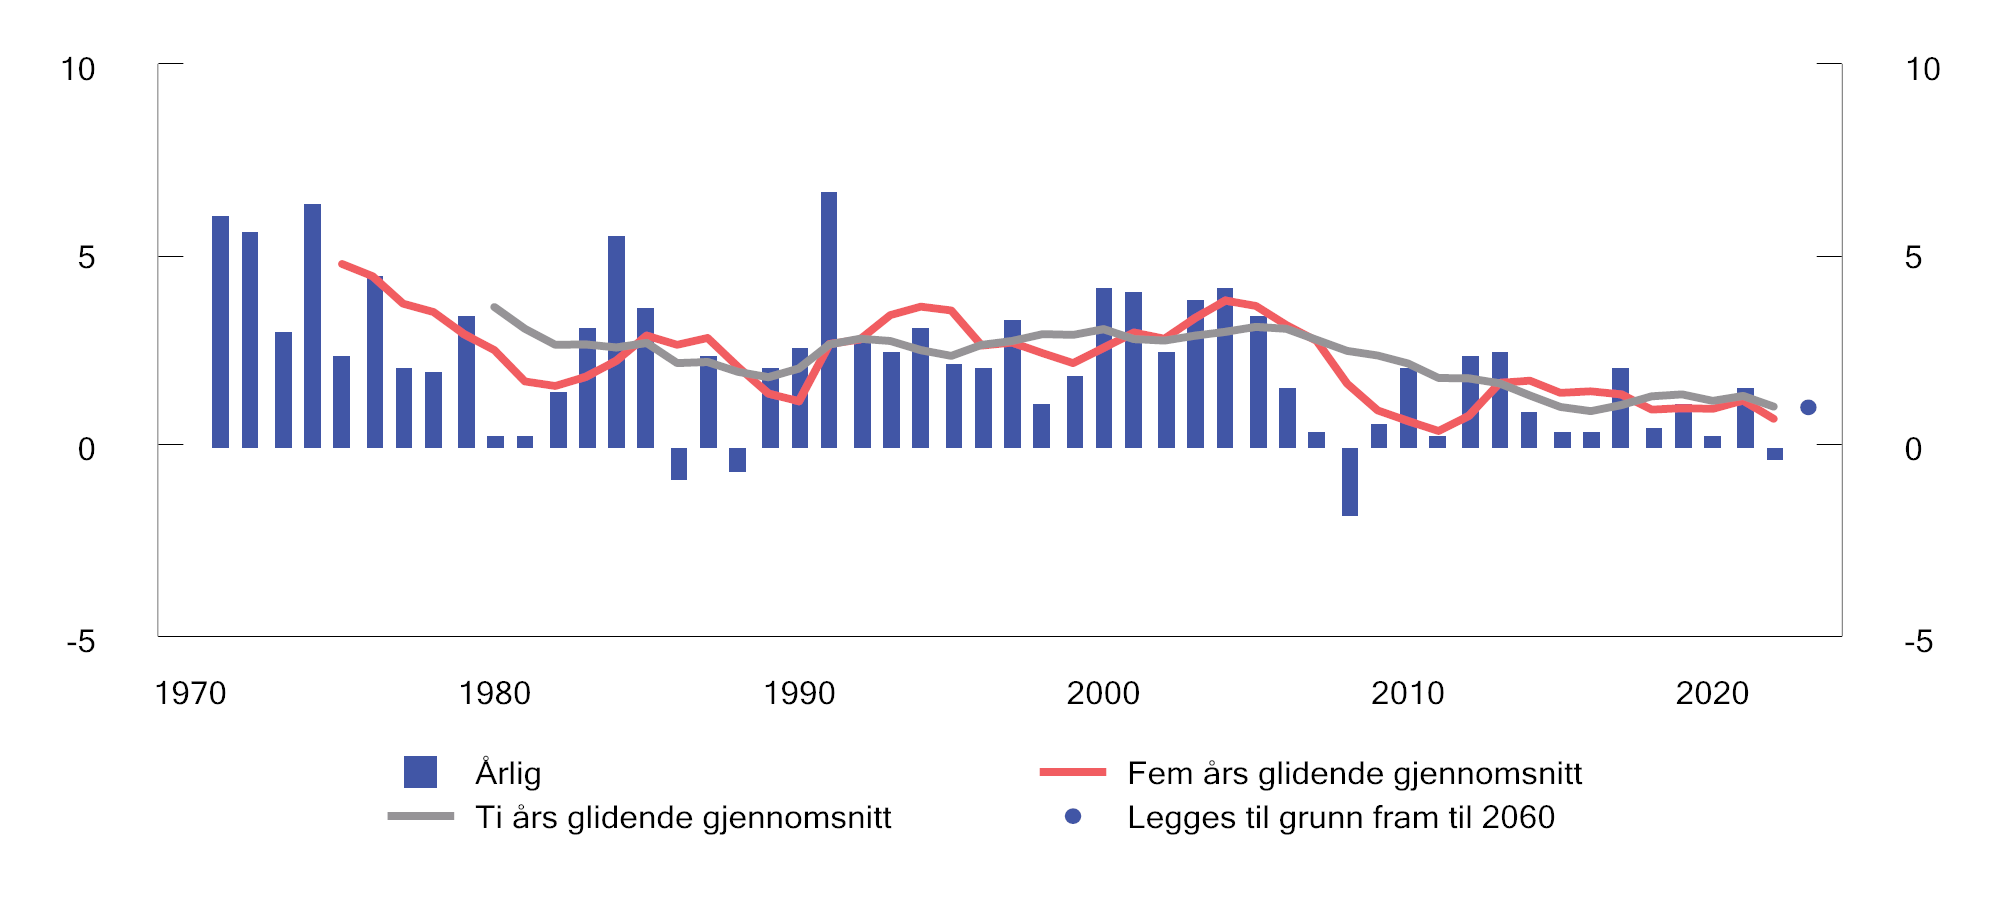 10 10
5 5
0 0
-5 -5
1970 1980 1990 2000 2010 2020
Årlig Fem års glidende gjennomsnitt
Ti års glidende gjennomsnitt Legges til grunn fram til 2060